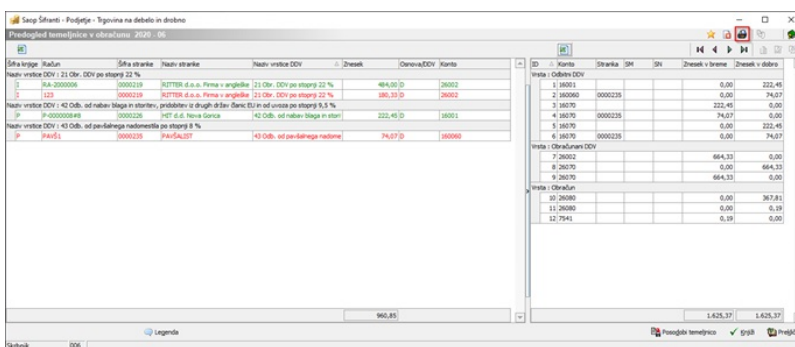 Saop Šifranti - Podjetje - Trgovina na debelo in drobno
Predogled temeljnice v obračunu 2020 - 06
Šifra knjige Račun Šifra stranke Naziv stranke Naziv vrstice DDV Znesek Osnova/DDV Konto
Naziv vrstice DDV : 21 Obr. DDV po stopnji 22 %
I RA-2000006 0000219 RITTER d.o.o. Firma v angleške 21 Obr. DDV po stopnji 22 % 484,00 D 26002
I 123 0000219 RITTER d.o.o. Firma v angleške 21 Obr. DDV po stopnji 22 % 180,33 D 26002
Naziv vrstice DDV : 42 Odb. od nabav blaga in storitev, pridobitev iz drugih držav članic EU in od uvoza po stopnji 9,5 %
P 0000226 HIT d.d. Nova Gorica 42 Odb. od nabav blaga in stori 222,45 D 16001
Naziv vrstice DDV : 43 Odb. od pavšalnega nadomestila po stopnji 8 %
P PAVŠ1 0000235 PAVŠALIST 43 Odb. od pavšalnega nadome 74,07 D 160060
960,85
Legenda
ID Konto Stranka SM SN Znesek v breme Znesek v dobro
Vrsta : Odbitni DDV
1 16001 0,00 222,45
2 160060 0000235 0,00 74,07
3 16070 222,45 0,00
4 16070 0000235 74,07 0,00
5 16070 0,00 222,45
6 16070 0000235 0,00 74,07
Vrsta : Obračunani DDV
7 26002 664,33 0,00
8 26070 0,00 664,33
9 26070 664,33 0,00
Vrsta : Obračun
10 26080 0,00 367,81
11 26080 0,00 0,19
12 7541 0,19 0,00
1.625,37 1.625,37
Posodobi temeljnico Knjiži
Skrbnik 006